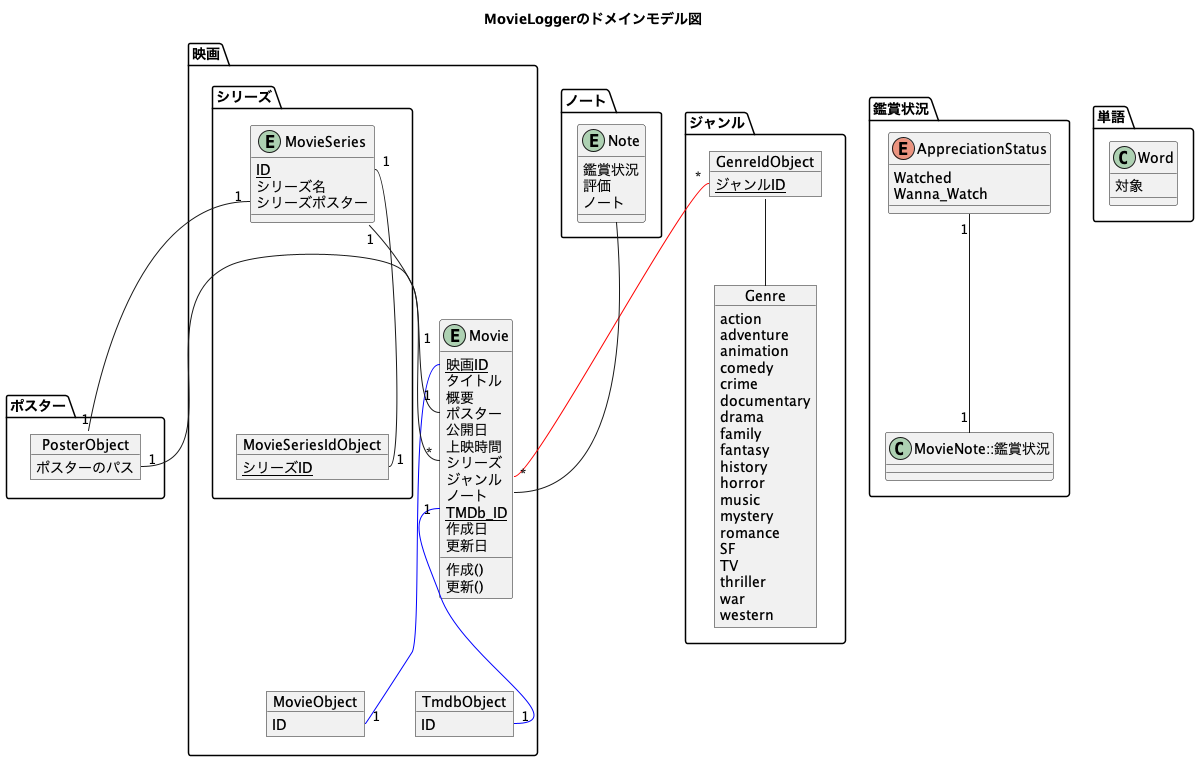 MovieLoggerのドメインモデル図
映画
シリーズ
E MovieSeries
ID
シリーズ名
シリーズポスター
1
1
1
MovieSeriesIdObject
シリーズID
1
ポスター
1
PosterObject
ポスターのパス
1
E Movie
映画ID
タイトル
概要
ポスター
公開日
上映時間
シリーズ
ジャンル
ノート
TMDb_ID
作成日
更新日
作成()
更新()
1
1
*
*
1
MovieObject
ID
1
TmdbObject
ID
1
ノート
E Note
鑑賞状況
評価
ノート
ジャンル
GenreIdObject
ジャンルID
*
Genre
action
adventure
animation
comedy
crime
documentary
drama
family
fantasy
history
horror
music
mystery
romance
SF
TV
thriller
war
western
鑑賞状況
E AppreciationStatus
Watched
Wanna_Watch
1
1
C MovieNote::鑑賞状況
単語
C Word
対象